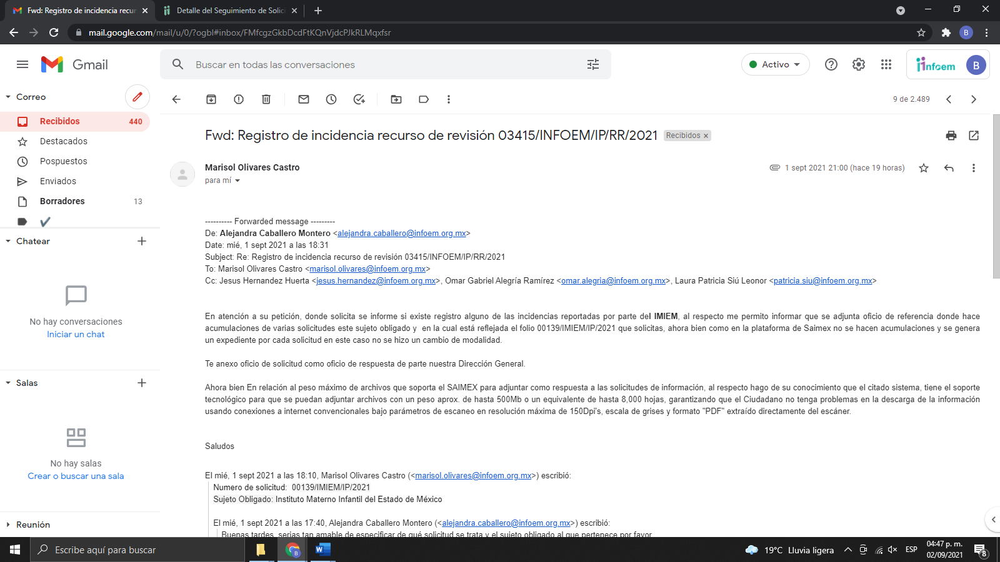 Fwd: Registro de incidencia recur
Detalle del Seguimiento de Solic
mail.google.com/mail/u/0/?ogbl#inbox/FMfcgzGkbDcdFtKQnVjdcPJkRLMqxfsr
B
Gmail
Buscar en todas las conversaciones
Activo
infoem
B
Correo
9 de 2.489
Recibidos 440
Destacados
Pospuestos
Enviados
Borradores 13
Chatear
No hay conversaciones
Iniciar un chat
Salas
No hay salas
Crear o buscar una sala
Reunión
Fwd: Registro de incidencia recurso de revisión 03415/INFOEM/IP/RR/2021 Recibidos ×
Marisol Olivares Castro
1 sept 2021 21:00 (hace 19 horas)
para mí
---------- Forwarded message ---------
De: Alejandra Caballero Montero <alejandra.caballero@infoem.org.mx>
Date: mié, 1 sept 2021 a las 18:31
Subject: Re: Registro de incidencia recurso de revisión 03415/INFOEM/IP/RR/2021
To: Marisol Olivares Castro <marisol.olivares@infoem.org.mx>
Cc: Jesus Hernandez Huerta <jesus.hernandez@infoem.org.mx>, Omar Gabriel Alegría Ramírez <omar.alegria@infoem.org.mx>, Laura Patricia Siú Leonor <patricia.siu@infoem.org.mx>
En atención a su petición, donde solicita se informe si existe registro alguno de las incidencias reportadas por parte del IMIEM, al respecto me permito informar que se adjunta oficio de referencia donde hace
acumulaciones de varias solicitudes este sujeto obligado y  en la cual está reflejada el folio 00139/IMIEM/IP/2021 que solicitas, ahora bien como en la plataforma de Saimex no se hacen acumulaciones y se genera
un expediente por cada solicitud en este caso no se hizo un cambio de modalidad.
Te anexo oficio de solicitud como oficio de respuesta de parte nuestra Dirección General.
Ahora bien En relación al peso máximo de archivos que soporta el SAIMEX para adjuntar como respuesta a las solicitudes de información, al respecto hago de su conocimiento que el citado sistema, tiene el soporte
tecnológico para que se puedan adjuntar archivos con un peso aprox. de hasta 500Mb o un equivalente de hasta 8,000 hojas, garantizando que el Ciudadano no tenga problemas en la descarga de la información
usando conexiones a internet convencionales bajo parámetros de escaneo en resolución máxima de 150Dpi's, escala de grises y formato "PDF" extraído directamente del escáner.
Saludos
El mié, 1 sept 2021 a las 18:10, Marisol Olivares Castro (<marisol.olivares@infoem.org.mx>) escribió:
Numero de solicitud:  00139/IMIEM/IP/2021
Sujeto Obligado: Instituto Materno Infantil del Estado de México
El mié, 1 sept 2021 a las 17:40, Alejandra Caballero Montero (<alejandra.caballero@infoem.org.mx>) escribió:
Buenas tardes, serias tan amable de especificar de qué solicitud se trata y el sujeto obligado al que pertenece por favor
Escribe aquí para buscar
B
W
19°C Lluvia ligera
ESP
04:47 p. m.
02/09/2021
8